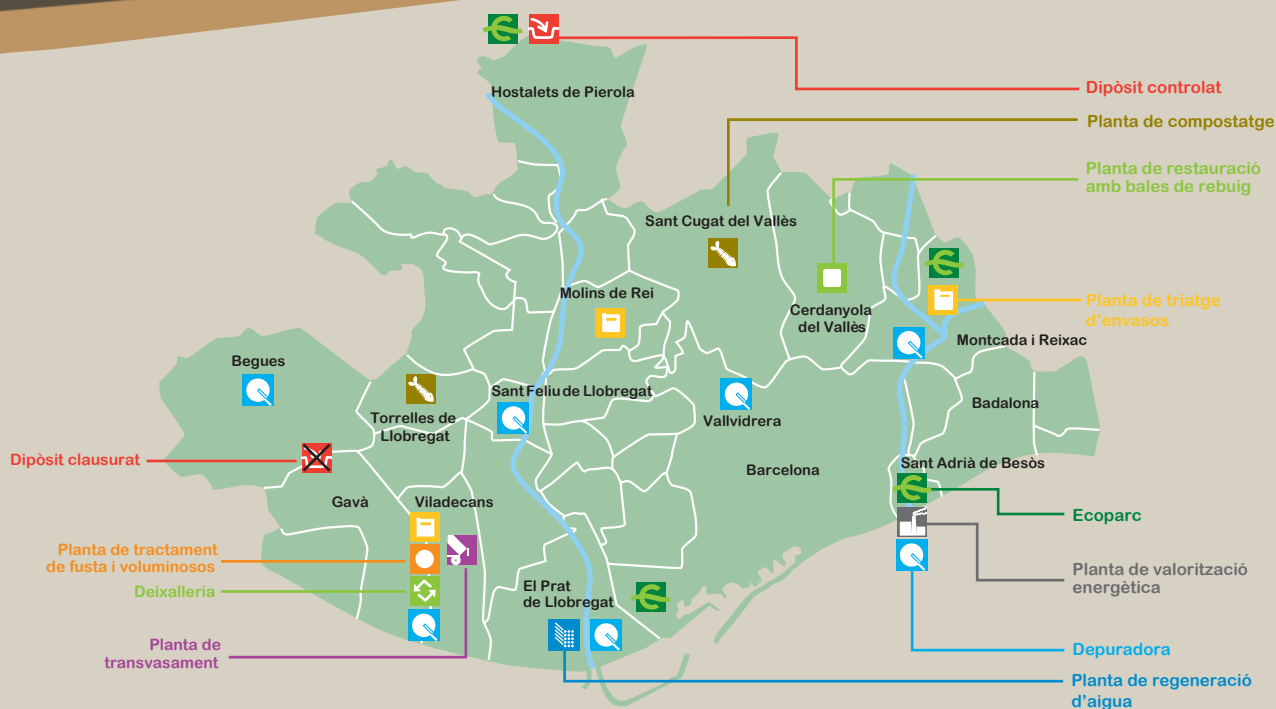 Hostalets de Pierola
Dipòsit controlat
Planta de compostatge
Planta de restauració
amb bales de rebuig
Sant Cugat del Vallès
Molins de Rei
Cerdanyola
del Vallès
Planta de triatge
d'envasos
Montcada i Reixac
Begues
Sant Feliu de Llobregat
Torrelles de
Llobregat
Vallvidrera
Badalona
Dipòsit clausurat
Barcelona
Sant Adrià de Besòs
Gavà
Viladecans
Ecoparc
Planta de tractament
de fusta i voluminosos
Deixalleria
El Prat
de Llobregat
Planta de valorització
energètica
Planta de
transvasament
Depuradora
Planta de regeneració
d'aigua